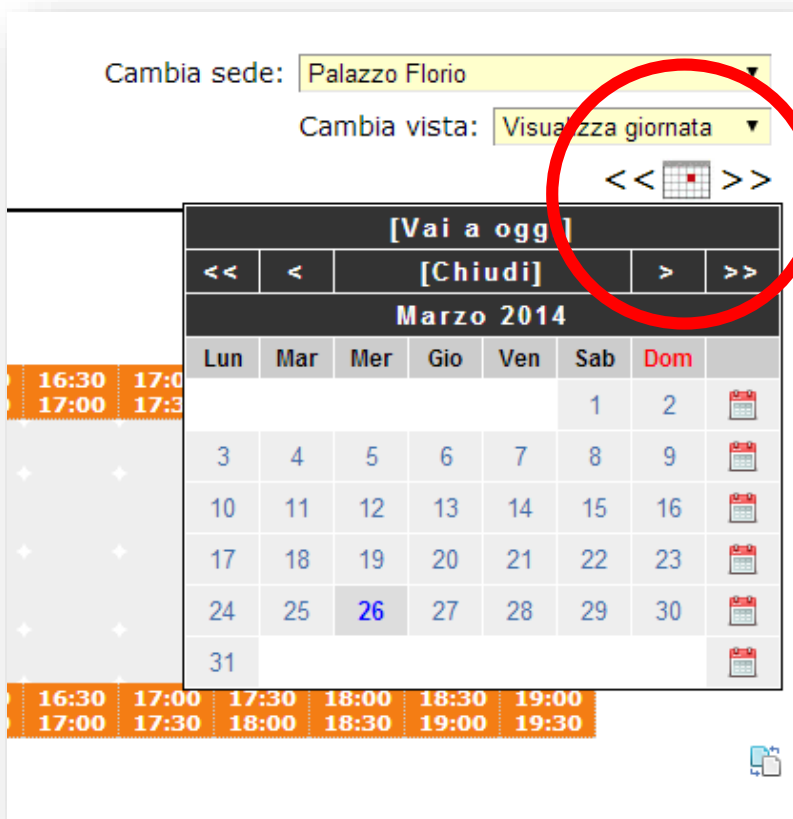 Cambia sede: Palazzo Florio
Cambia vista: Visualizza giornata
<< >>
[Vai a oggi]
<< < [Chiudi] > >>
Marzo 2014
Lun Mar Mer Gio Ven Sab Dom
1 2
3 4 5 6 7 8 9
10 11 12 13 14 15 16
17 18 19 20 21 22 23
24 25 26 27 28 29 30
31
16:30 17:0
17:00 17:3
16:30 17:00 17:30 18:00 18:30 19:00
17:00 17:30 18:00 18:30 19:00 19:30